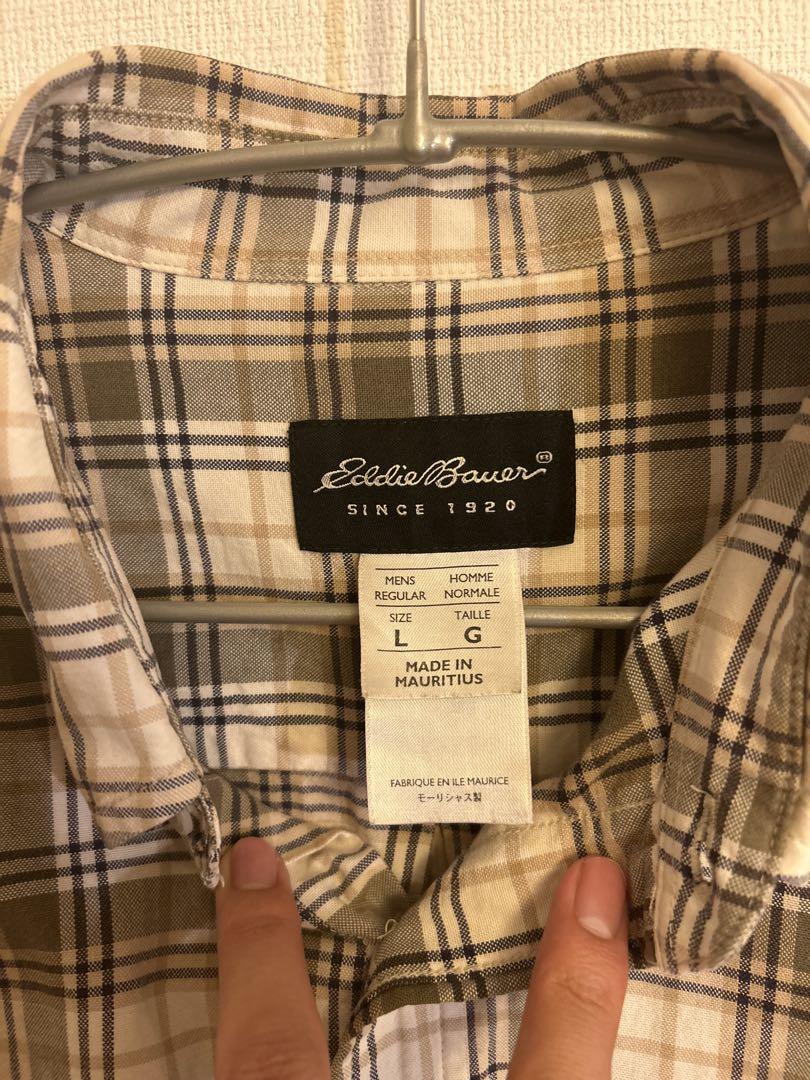 Eddie Bauer®
SINCE 1920
MENS HOMME
REGULAR NORMALE
SIZE TAILLE
L G
MADE IN
MAURITIUS
FABRIQUE EN ILE MAURICE
モーリシャス製